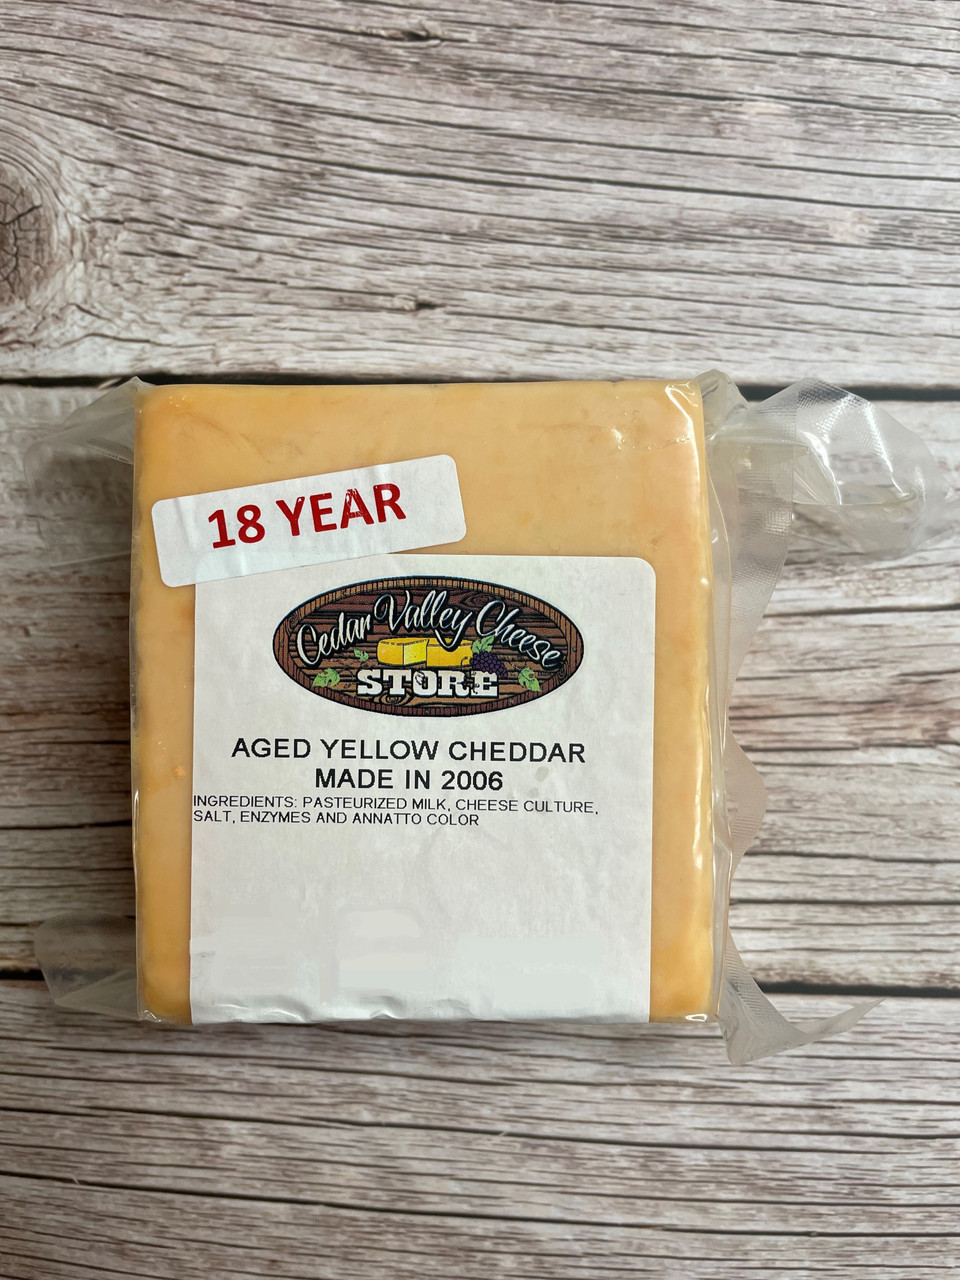 18 YEAR
Cedar Valley Cheese
STORE
AGED YELLOW CHEDDAR
MADE IN 2006
INGREDIENTS: PASTEURIZED MILK, CHEESE CULTURE,
SALT, ENZYMES AND ANNATTO COLOR